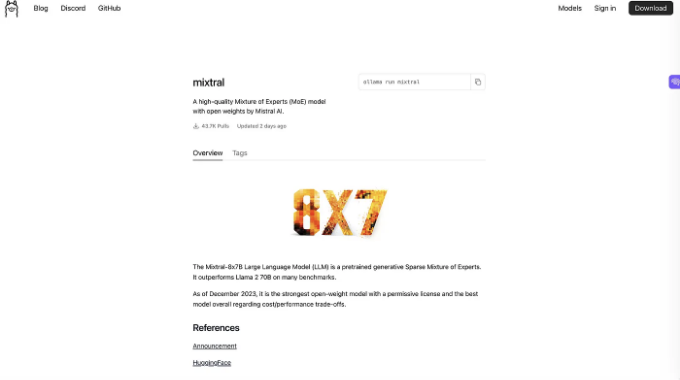 Blog Discord GitHub Models Sign in Download
mixtral
ollama run mixtral
A high-quality Mixture of Experts (MoE) model
with open weights by Mistral AI.
43.7K Pulls Updated 2 days ago
Overview Tags
8X7
The Mixtral-8x7B Large Language Model (LLM) is a pretrained generative Sparse Mixture of Experts.
It outperforms Llama 2 70B on many benchmarks.
As of December 2023, it is the strongest open-weight model with a permissive license and the best
model overall regarding cost/performance trade-offs.
References
Announcement
HuggingFace